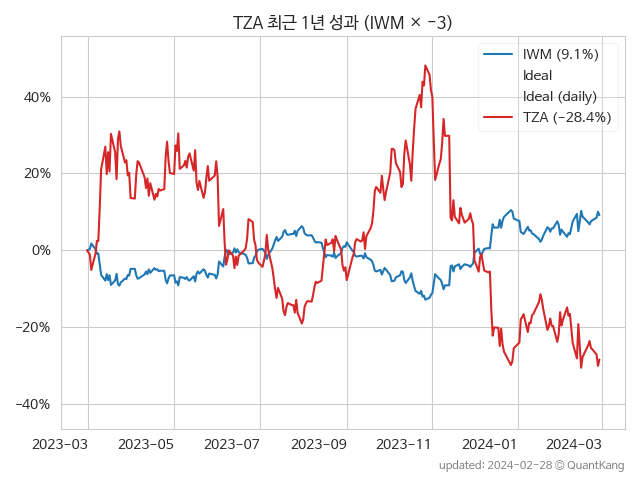 TZA 최근 1년 성과 (IWM × -3)
IWM (9.1%)
Ideal
Ideal (daily)
TZA (-28.4%)
40%
20%
0%
-20%
-40%
2023-03 2023-05 2023-07 2023-09 2023-11 2024-01 2024-03
updated: 2024-02-28 © QuantKang